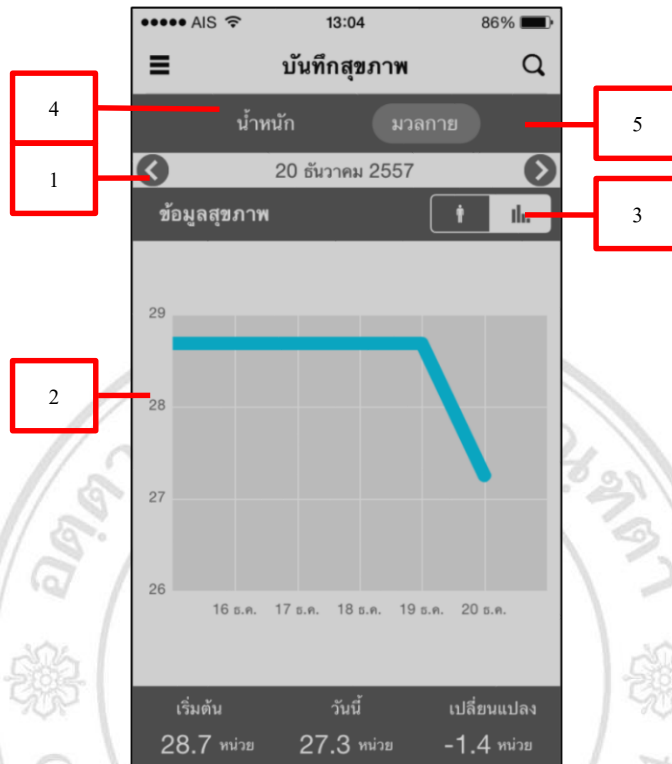 AIS 13:04 86%
บันทึกสุขภาพ
4
น้ำหนัก มวลกาย
5
1
20 ธันวาคม 2557
ข้อมูลสุขภาพ
3
29
2
28
27
26
16 ธ.ค. 17 ธ.ค. 18 ธ.ค. 19 ธ.ค. 20 ธ.ค.
เริ่มต้น วันนี้ เปลี่ยนแปลง
28.7 หน่วย 27.3 หน่วย -1.4 หน่วย